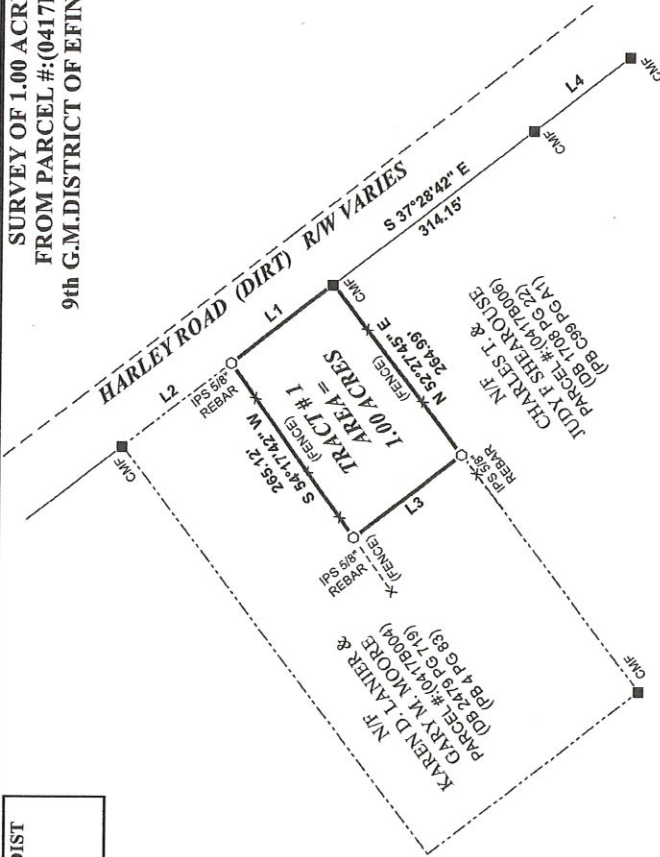 SURVEY OF 1.00 ACR
FROM PARCEL #:(0417
9th G.M.DISTRICT OF EFIN
DIST
HARLEY ROAD (DIRT) R/W VARIES
L2
L1
CMF
IPS 5/8"
REBAR
CMF
S 37°28'42" E
314.15'
CMF
L4
CMF
265.12'
S 54°17'42" W
(FENCE)
TRACT # 1
AREA =
1.00 ACRES
(FENCE)
N 52°27'45" E
264.99'
IPS 5/8"
REBAR
(FENCE)
L3
IPS 5/8"
REBAR
N/F
CHARLES T. &
JUDY F SHEAROUSE
PARCEL #:(0417B006)
(DB 1708 PG 22)
(PB C99 PG A1)
N/F
KAREN D. LANIER &
GARY M. MOORE
PARCEL #:(0417B004)
(DB 2479 PG 719)
(PB 4 PG 83)
CMF